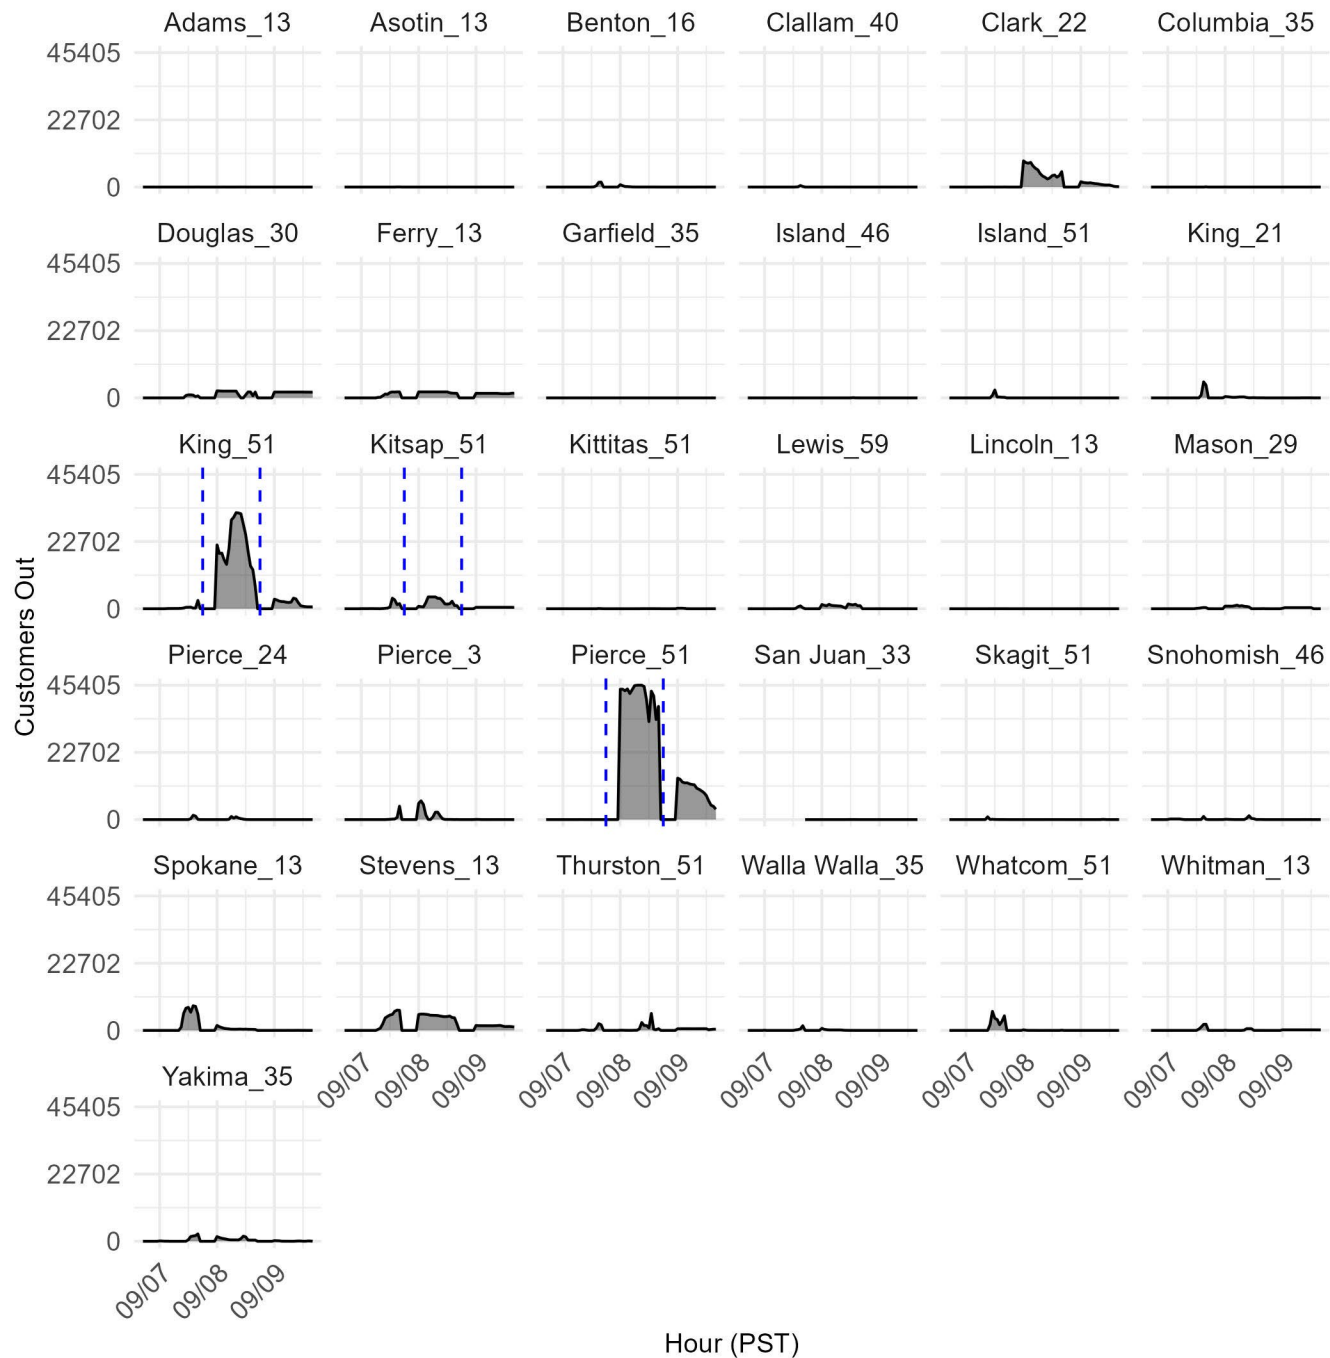 Adams_13 Asotin_13 Benton_16 Clallam_40 Clark_22 Columbia_35
45405
22702
0
Douglas_30 Ferry_13 Garfield_35 Island_46 Island_51 King_21
45405
22702
0
King_51 Kitsap_51 Kittitas_51 Lewis_59 Lincoln_13 Mason_29
45405
22702
0
Customers Out
Pierce_24 Pierce_3 Pierce_51 San Juan_33 Skagit_51 Snohomish_46
45405
22702
0
Spokane_13 Stevens_13 Thurston_51 Walla Walla_35 Whatcom_51 Whitman_13
45405
22702
0
09/07 09/08 09/09 09/07 09/08 09/09 09/07 09/08 09/09 09/07 09/08 09/09 09/07 09/08 09/09
Yakima_35
45405
22702
0
09/07 09/08 09/09
Hour (PST)